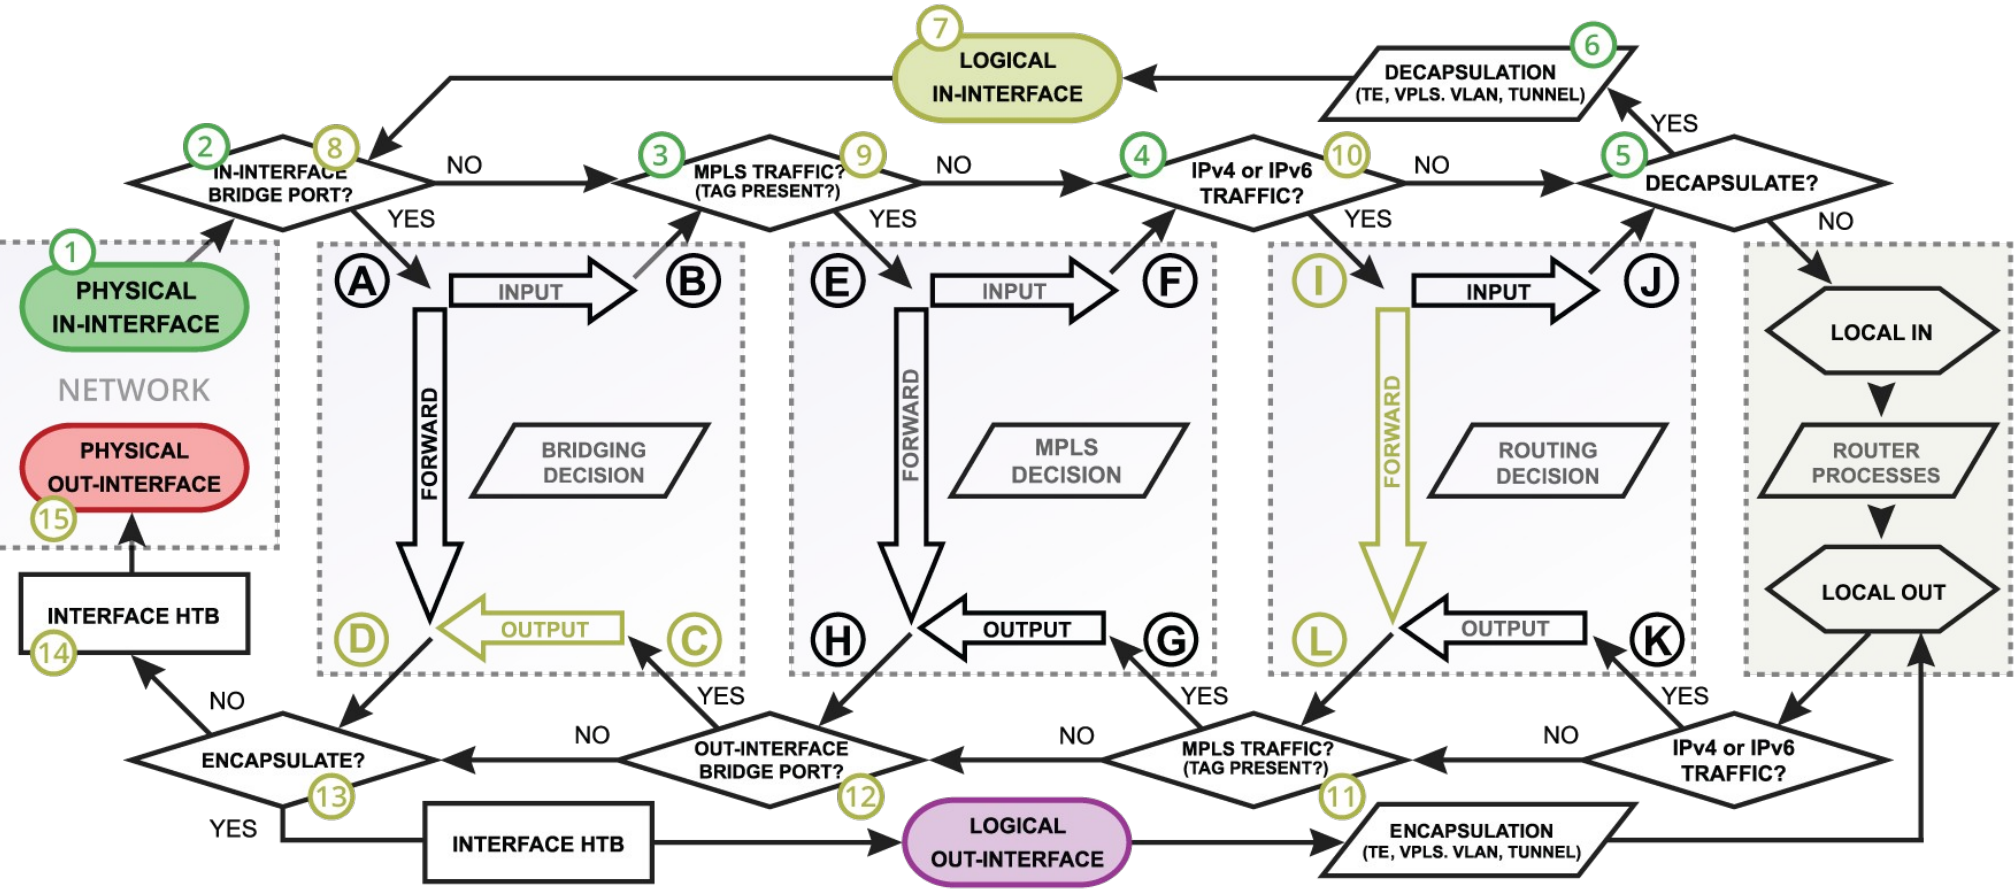 7
LOGICAL
IN-INTERFACE
6
DECAPSULATION
(TE, VPLS. VLAN, TUNNEL)
YES
2
8
IN-INTERFACE
BRIDGE PORT?
NO
3
9
MPLS TRAFFIC?
(TAG PRESENT?)
NO
4
10
IPv4 or IPv6
TRAFFIC?
NO
5
DECAPSULATE?
YES
YES
YES
NO
1
PHYSICAL
IN-INTERFACE
NETWORK
PHYSICAL
OUT-INTERFACE
15
INTERFACE HTB
14
A
INPUT
B
FORWARD
BRIDGING
DECISION
D
OUTPUT
C
E
INPUT
F
FORWARD
MPLS
DECISION
H
OUTPUT
G
I
INPUT
J
FORWARD
ROUTING
DECISION
L
OUTPUT
K
LOCAL IN
ROUTER
PROCESSES
LOCAL OUT
NO
YES
YES
YES
ENCAPSULATE?
13
NO
OUT-INTERFACE
BRIDGE PORT?
12
NO
MPLS TRAFFIC?
(TAG PRESENT?)
11
NO
IPv4 or IPv6
TRAFFIC?
YES
INTERFACE HTB
LOGICAL
OUT-INTERFACE
ENCAPSULATION
(TE, VPLS. VLAN, TUNNEL)